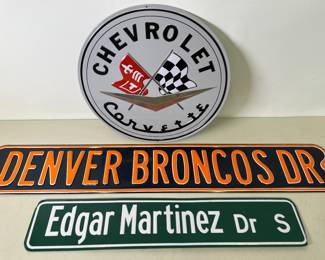 CHEVROLET
Corvette
DENVER BRONCOS DR
Edgar Martinez Dr S